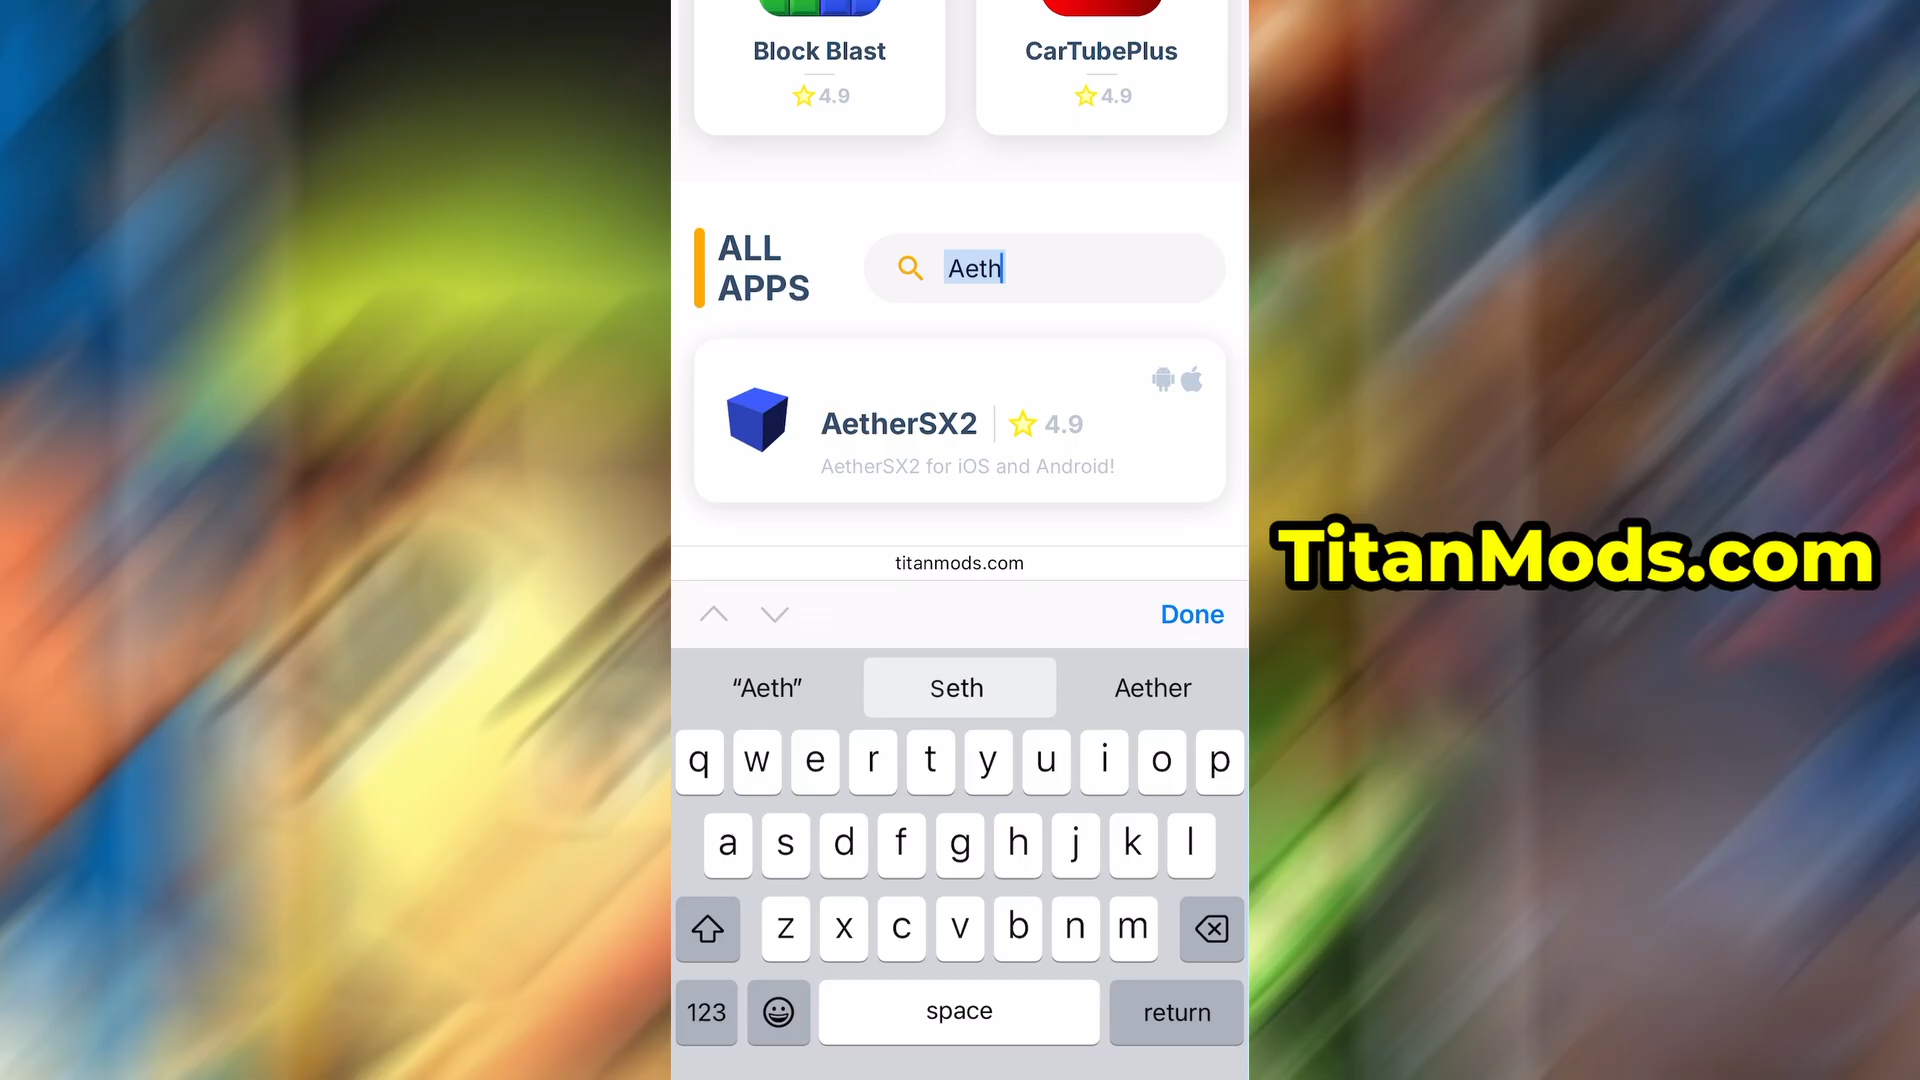 Block Blast
4.9
CarTubePlus
4.9
ALL
APPS
Aeth
AetherSX2
4.9
AetherSX2 for iOS and Android!
titanmods.com
Done
“Aeth”
Seth
Aether
q w e r t y u i o p
a s d f g h j k l
z x c v b n m
123
space
return
TitanMods.com